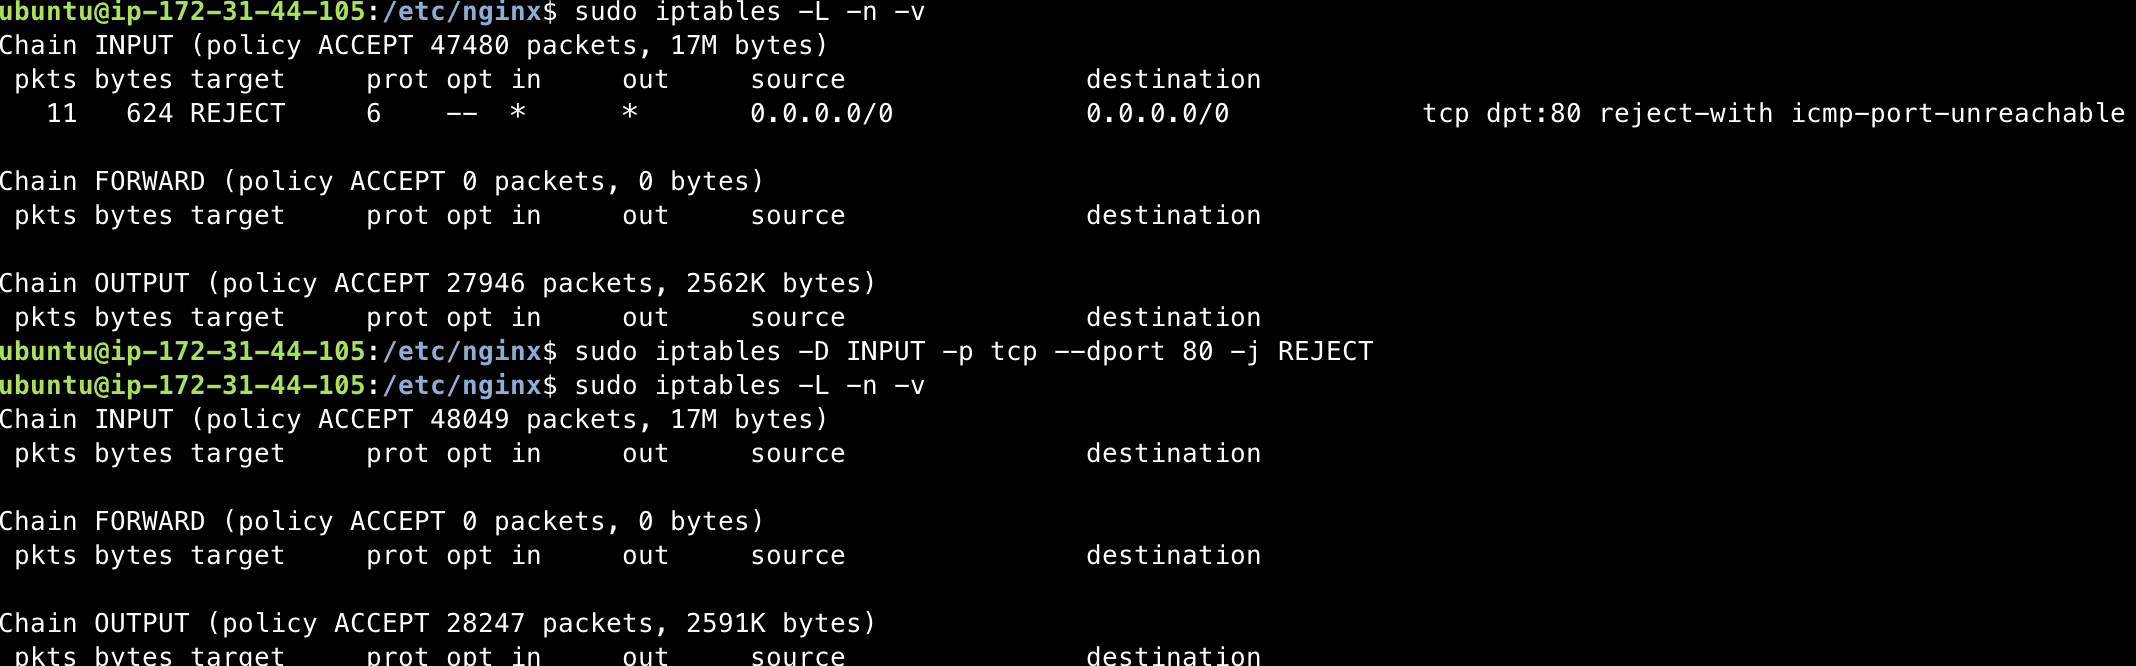 ubuntu@ip-172-31-44-105:/etc/nginx$ sudo iptables -L -n -v
Chain INPUT (policy ACCEPT 47480 packets, 17M bytes)
 pkts bytes target     prot opt in     out     source               destination
   11   624 REJECT     6    --  *      *       0.0.0.0/0            0.0.0.0/0            tcp dpt:80 reject-with icmp-port-unreachable

Chain FORWARD (policy ACCEPT 0 packets, 0 bytes)
 pkts bytes target     prot opt in     out     source               destination

Chain OUTPUT (policy ACCEPT 27946 packets, 2562K bytes)
 pkts bytes target     prot opt in     out     source               destination
ubuntu@ip-172-31-44-105:/etc/nginx$ sudo iptables -D INPUT -p tcp --dport 80 -j REJECT
ubuntu@ip-172-31-44-105:/etc/nginx$ sudo iptables -L -n -v
Chain INPUT (policy ACCEPT 48049 packets, 17M bytes)
 pkts bytes target     prot opt in     out     source               destination

Chain FORWARD (policy ACCEPT 0 packets, 0 bytes)
 pkts bytes target     prot opt in     out     source               destination

Chain OUTPUT (policy ACCEPT 28247 packets, 2591K bytes)
 pkts bytes target     prot opt in     out     source               destination